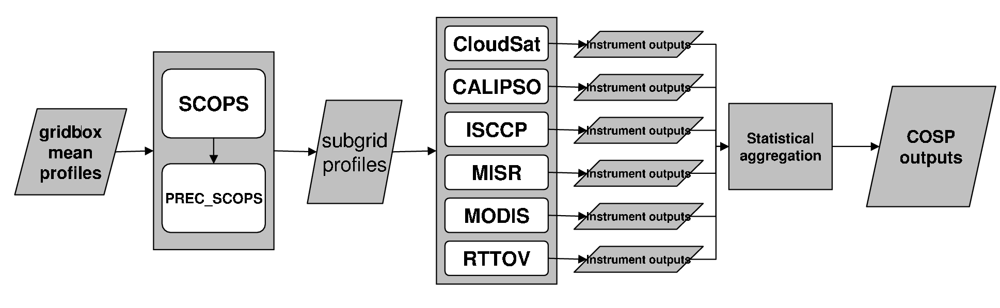 gridbox
mean
profiles
SCOPS
PREC_SCOPS
subgrid
profiles
CloudSat
CALIPSO
ISCCP
MISR
MODIS
RTTOV
Instrument outputs
Instrument outputs
Instrument outputs
Instrument outputs
Instrument outputs
Instrument outputs
Statistical
aggregation
COSP
outputs